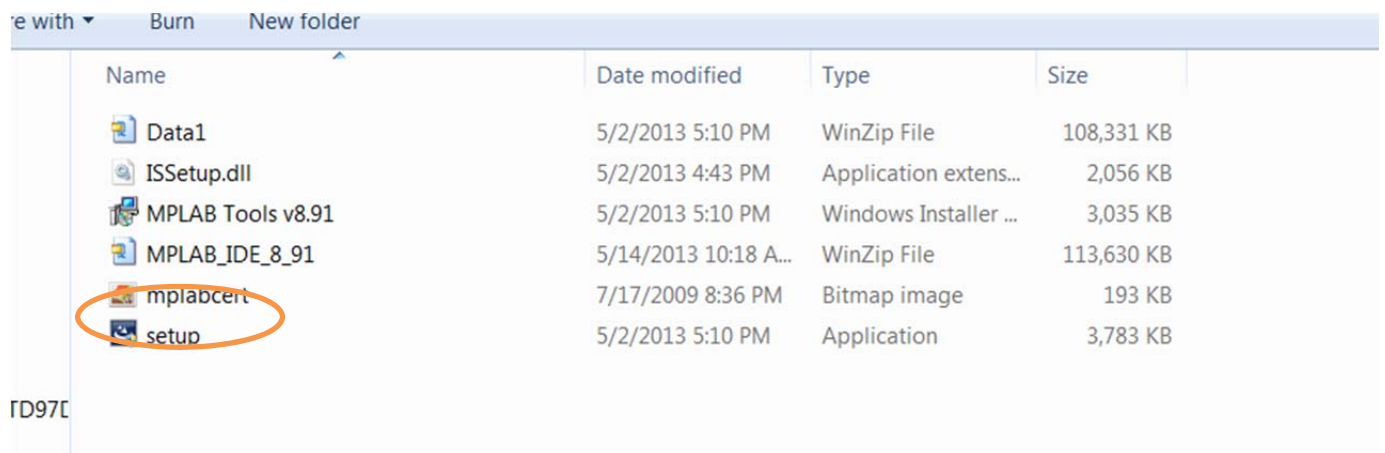 e with Burn New folder
Name Date modified Type Size
Data1 5/2/2013 5:10 PM WinZip File 108,331 KB
ISSetup.dll 5/2/2013 4:43 PM Application extens... 2,056 KB
MPLAB Tools v8.91 5/2/2013 5:10 PM Windows Installer ... 3,035 KB
MPLAB_IDE_8_91 5/14/2013 10:18 A... WinZip File 113,630 KB
mplabcert 7/17/2009 8:36 PM Bitmap image 193 KB
setup 5/2/2013 5:10 PM Application 3,783 KB